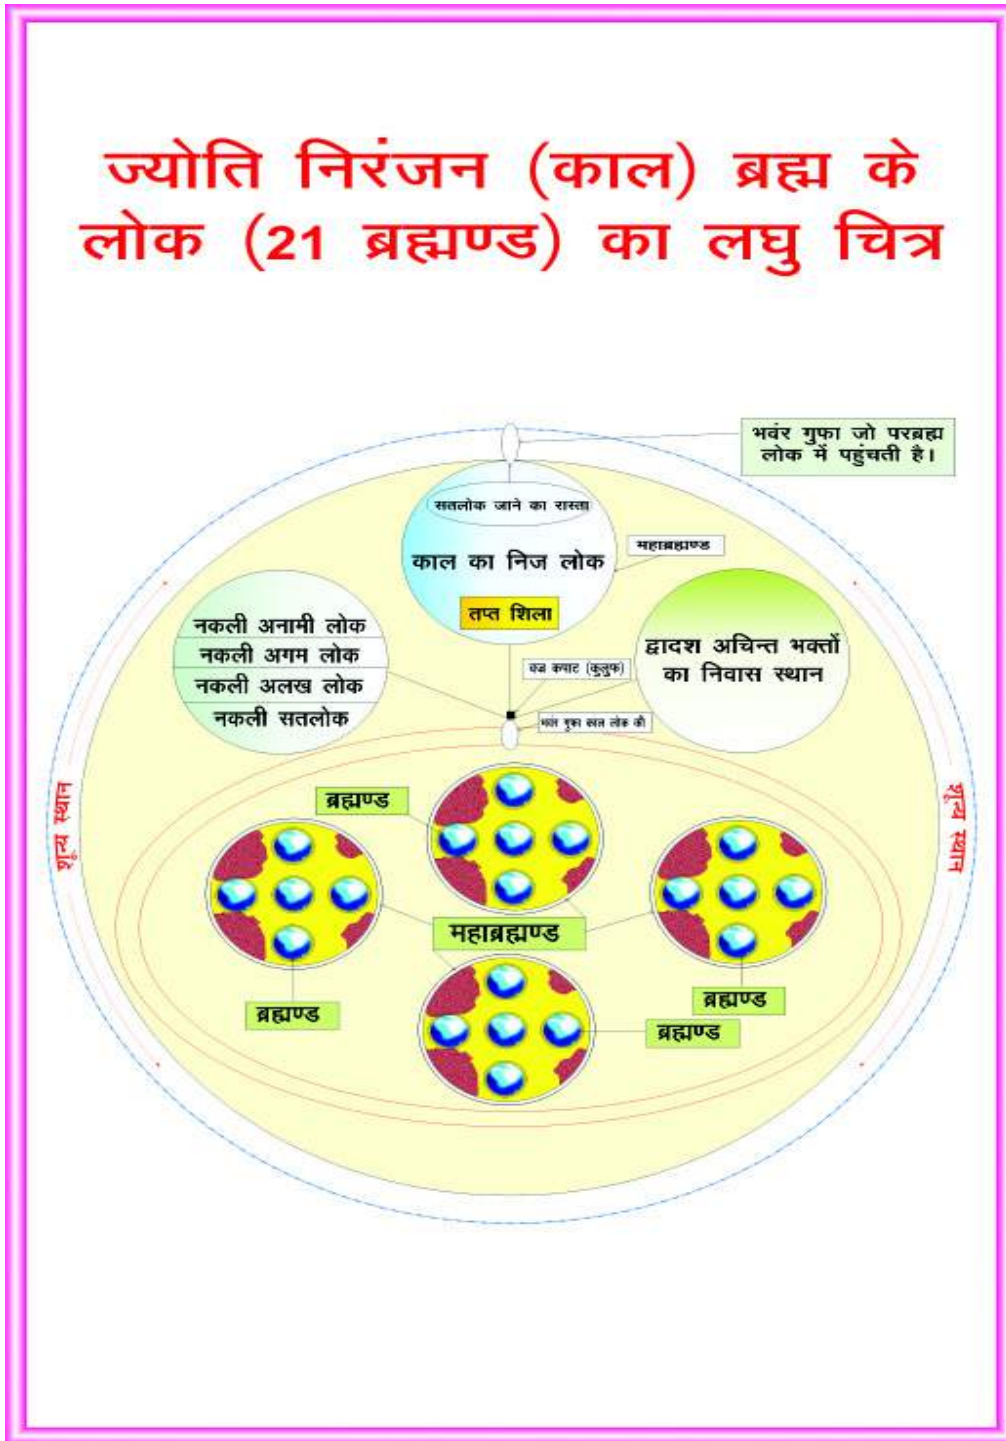 ज्योति निरंजन (काल) ब्रह्म के
लोक (21 ब्रह्मण्ड) का लघु चित्र
भवंर गुफा जो परब्रह्म
लोक में पहुंचती है।
सतलोक जाने का रास्ता
महाब्रह्मण्ड
काल का निज लोक
तप्त शिला
नकली अनामी लोक
नकली अगम लोक
नकली अलख लोक
नकली सतलोक
द्वादश अचिन्त भक्तों
का निवास स्थान
वज्र कपाट (कुलुफ)
भवंर गुफा काल लोक की
शून्य स्थान
शून्य स्थान
ब्रह्मण्ड
महाब्रह्मण्ड
ब्रह्मण्ड
ब्रह्मण्ड
ब्रह्मण्ड